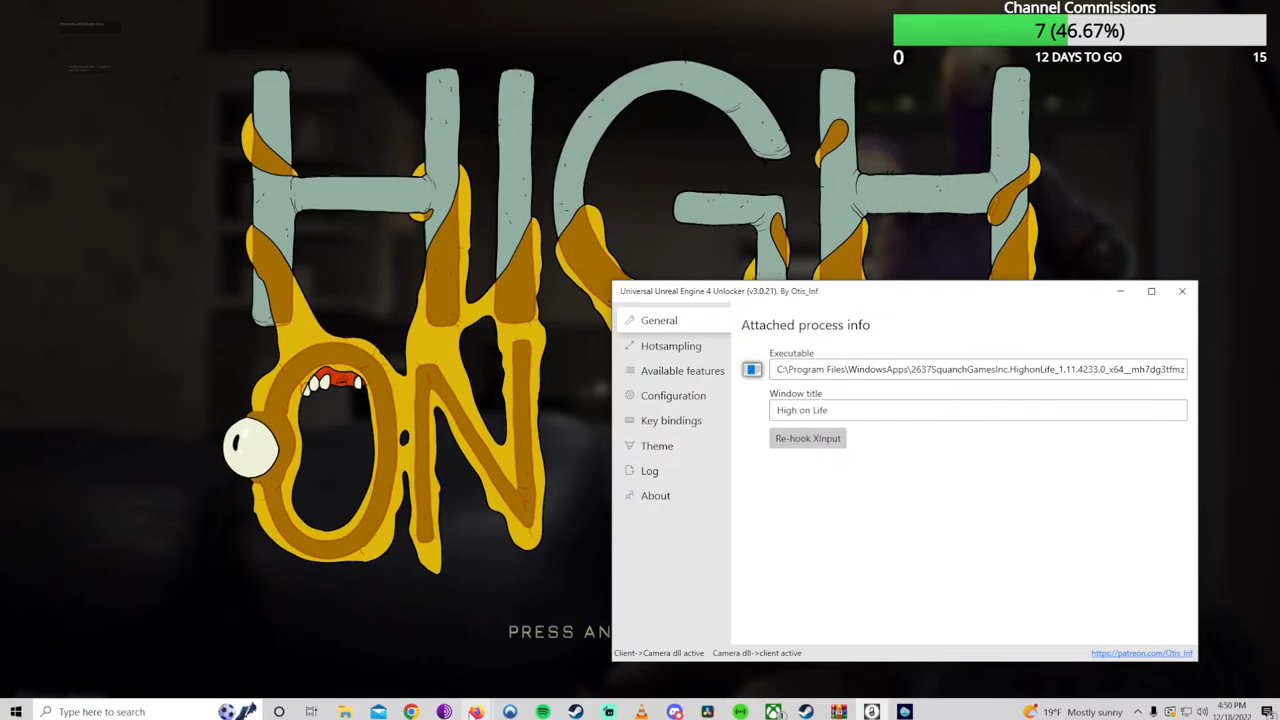 Channel Commissions
7 (46.67%)
0 12 DAYS TO GO 15
HIGH
ON
PRESS AN
Universal Unreal Engine 4 Unlocker (v3.0.21). By Otis_Inf
General
Hotsampling
Available features
Configuration
Key bindings
Theme
Log
About
Attached process info
Executable
C:\Program Files\WindowsApps\2637SquanchGamesInc.HighonLife_1.11.4233.0_x64__mh7dg3tfmz
Window title
High on Life
Re-hook XInput
Client->Camera dll active Camera dll->client active https://patreon.com/Otis_Inf
Type here to search
19°F Mostly sunny
4:50 PM
12/18/2022